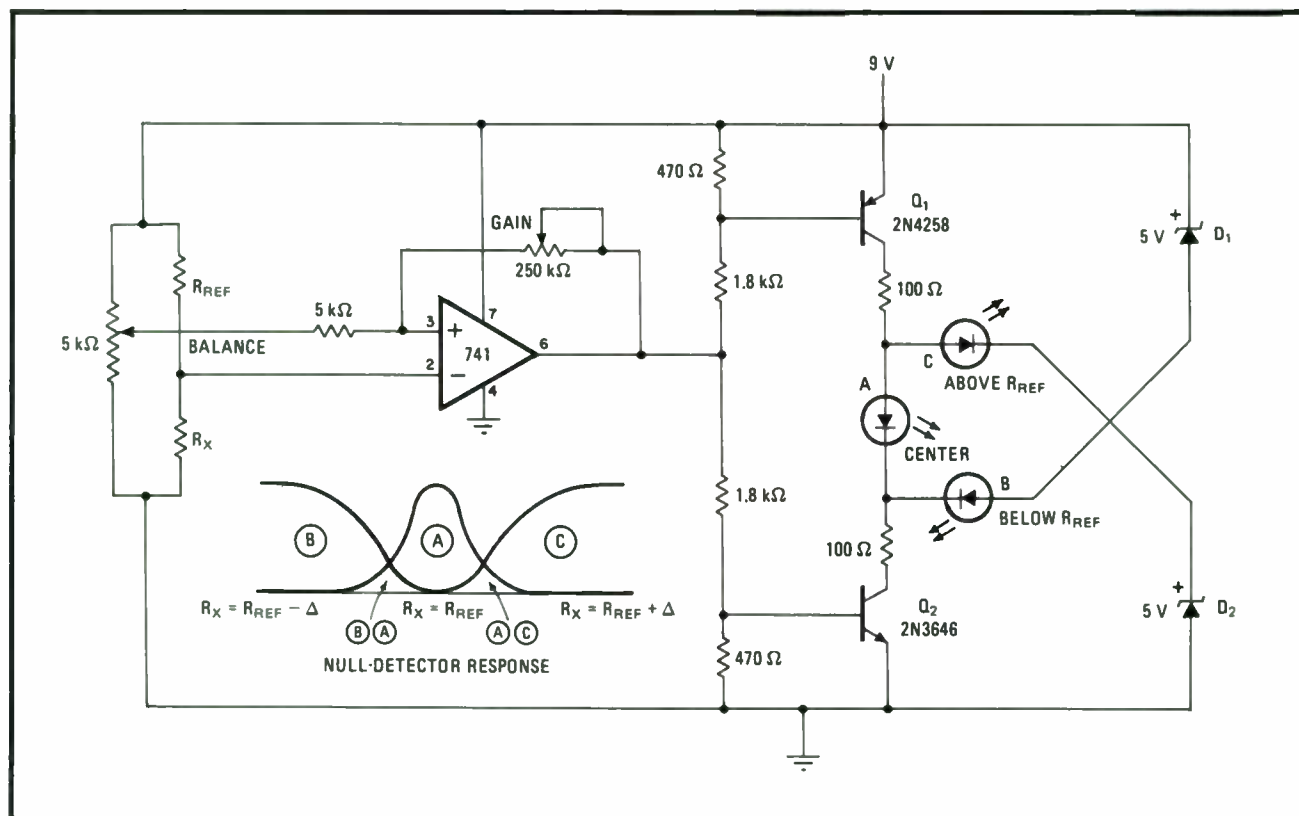 9 V
470 Ω
Q1
2N4258
GAIN
250 kΩ
5 V
+
D1
RREF
1.8 kΩ
100 Ω
5 kΩ
3
+
7
741
6
5 kΩ
BALANCE
2
−
4
C
ABOVE RREF
A
CENTER
RX
B
BELOW RREF
1.8 kΩ
100 Ω
B
A
C
+
5 V
D2
RX = RREF − Δ
RX = RREF
RX = RREF + Δ
B A
A C
Q2
2N3646
NULL-DETECTOR RESPONSE
470 Ω